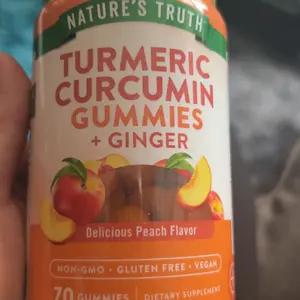 NATURE'S TRUTH
TURMERIC
CURCUMIN
GUMMIES
+ GINGER
Delicious Peach Flavor
NON-GMO • GLUTEN FREE • VEGAN
70 GUMMIES | DIETARY SUPPLEMENT